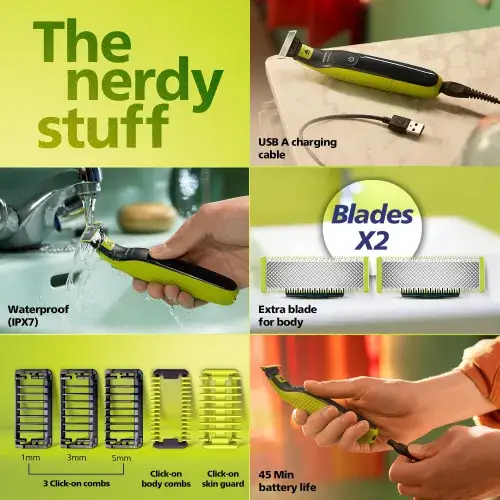 The
nerdy
stuff
USB A charging
cable
Waterproof
(IPX7)
Blades
X2
Extra blade
for body
1mm 3mm 5mm
3 Click-on combs
Click-on
body combs
Click-on
skin guard
45 Min
battery life